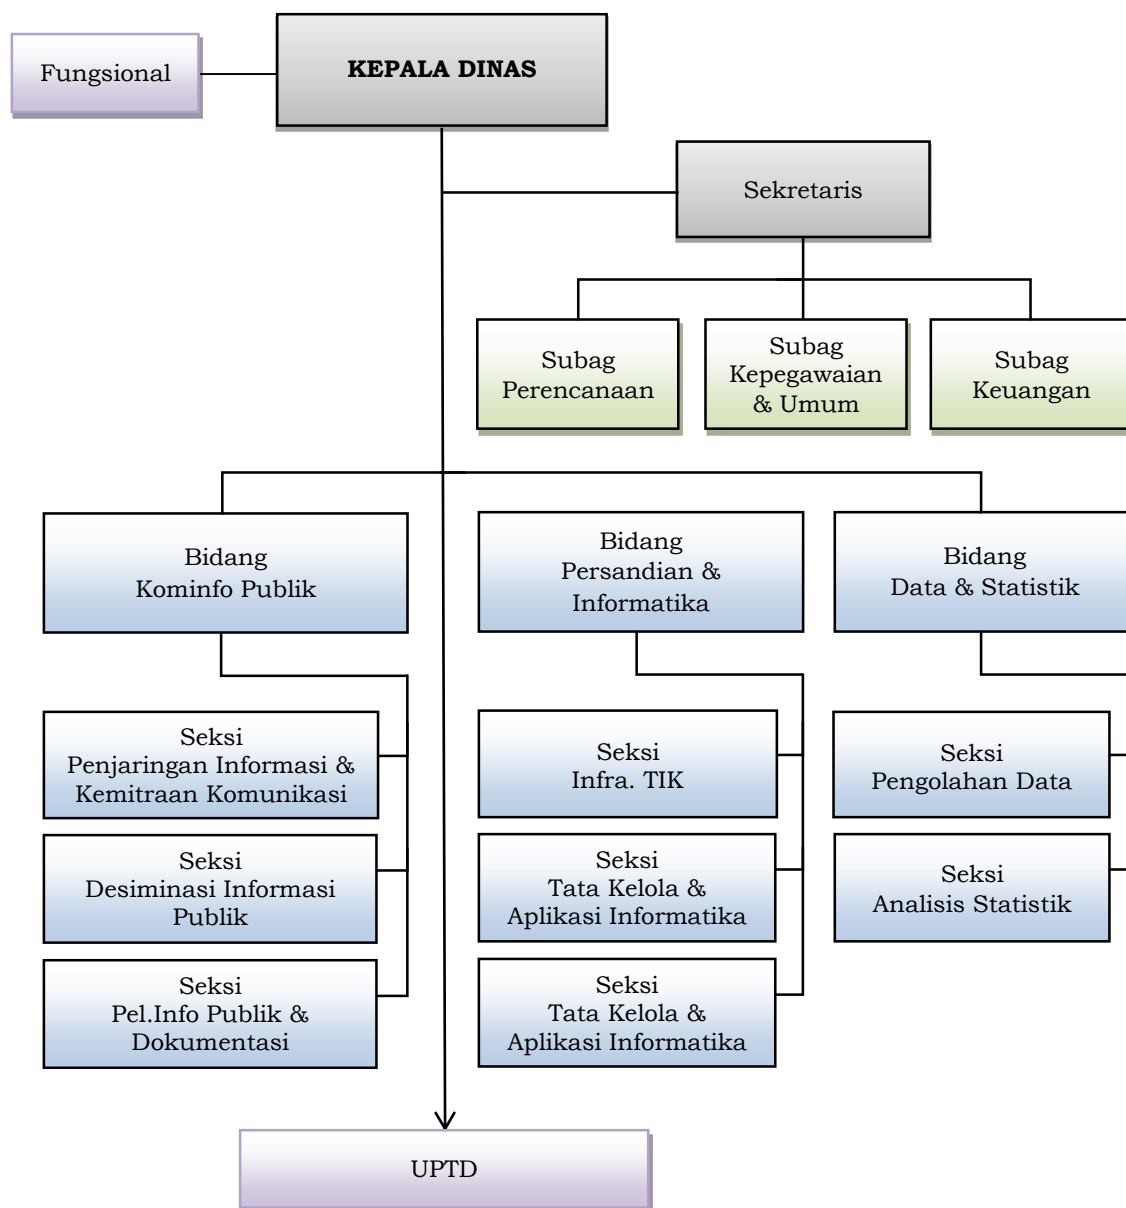 Fungsional
KEPALA DINAS
Sekretaris
Subag
Perencanaan
Subag
Kepegawaian
& Umum
Subag
Keuangan
Bidang
Kominfo Publik
Bidang
Persandian &
Informatika
Bidang
Data & Statistik
Seksi
Penjaringan Informasi &
Kemitraan Komunikasi
Seksi
Infra. TIK
Seksi
Pengolahan Data
Seksi
Desiminasi Informasi
Publik
Seksi
Tata Kelola &
Aplikasi Informatika
Seksi
Analisis Statistik
Seksi
Pel.Info Publik &
Dokumentasi
Seksi
Tata Kelola &
Aplikasi Informatika
UPTD